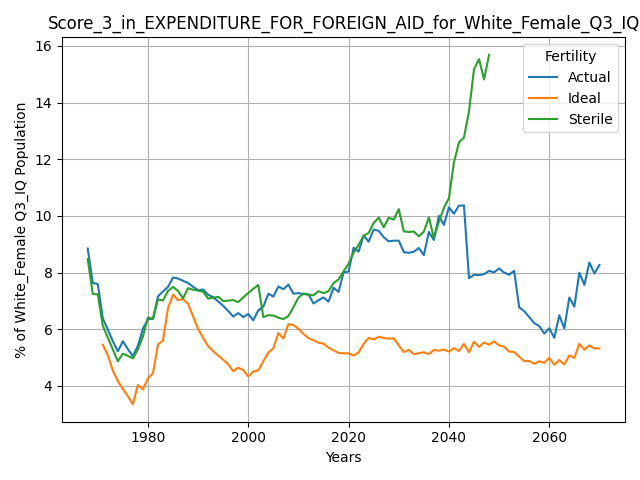 Score_3_in_EXPENDITURE_FOR_FOREIGN_AID_for_White_Female_Q3_IQ
% of White_Female Q3_IQ Population
16
14
12
10
8
6
4
Fertility
Actual
Ideal
Sterile
1980
2000
2020
2040
2060
Years